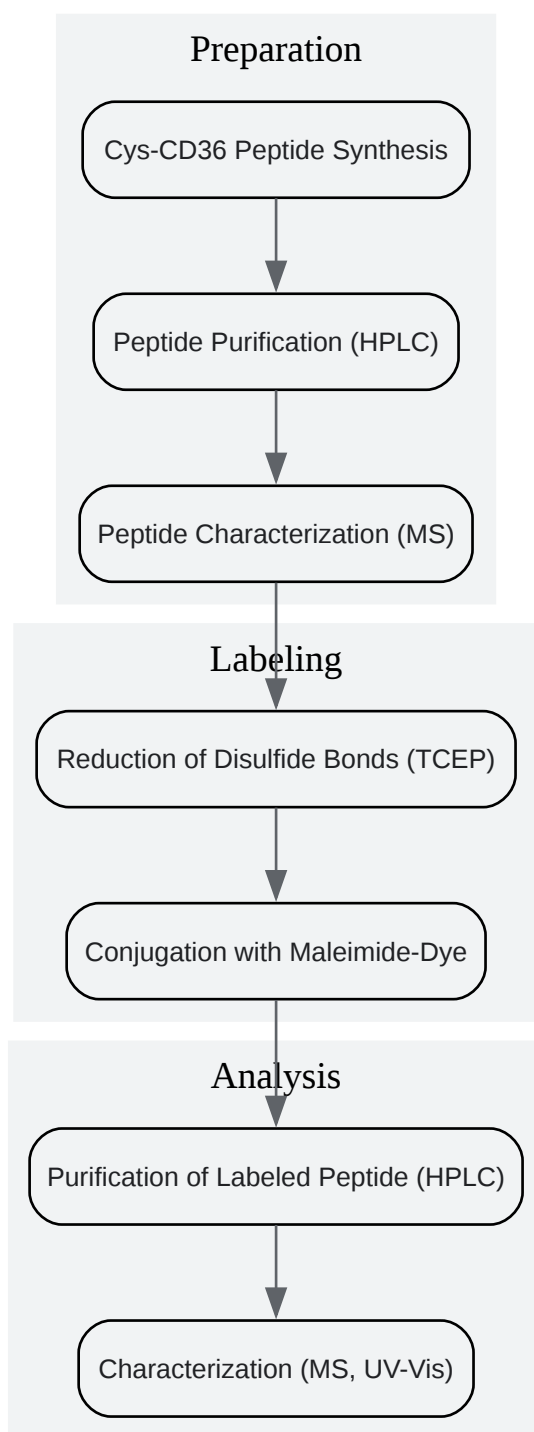 Preparation
Cys-CD36 Peptide Synthesis
Peptide Purification (HPLC)
Peptide Characterization (MS)
Labeling
Reduction of Disulfide Bonds (TCEP)
Conjugation with Maleimide-Dye
Analysis
Purification of Labeled Peptide (HPLC)
Characterization (MS, UV-Vis)